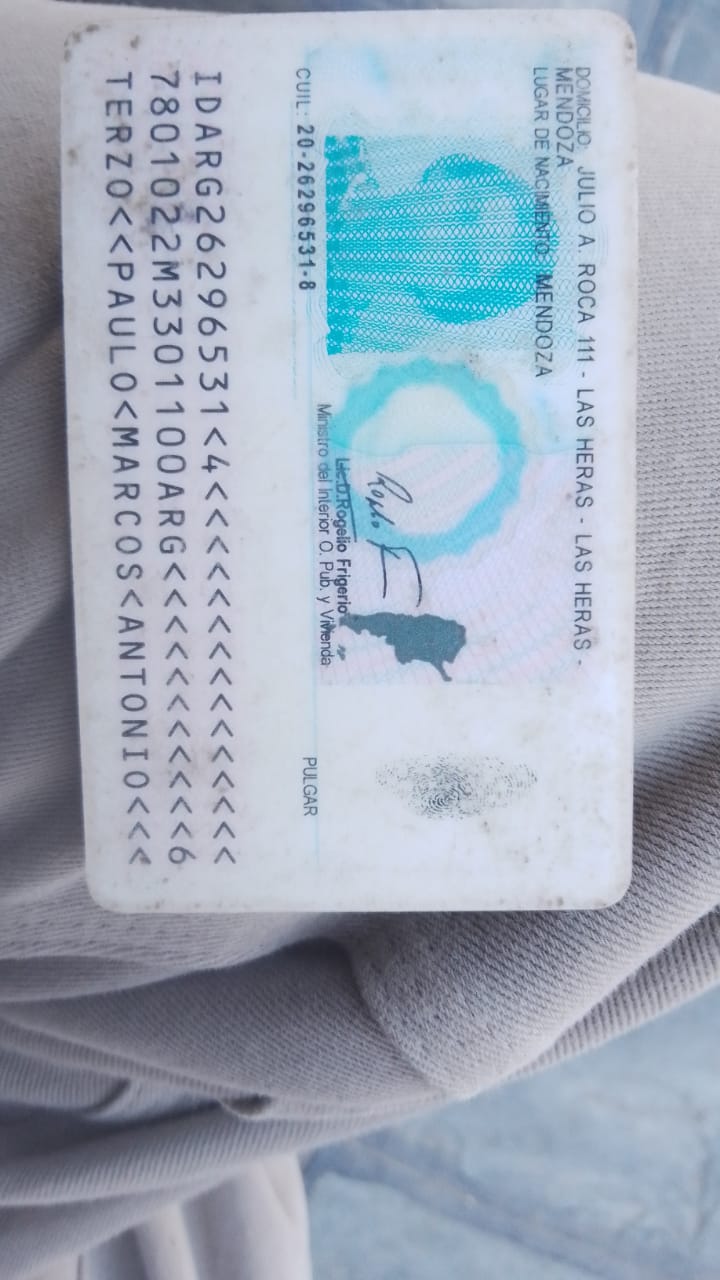 DOMICILIO: JULIO A. ROCA 111 - LAS HERAS - LAS HERAS -
MENDOZA
LUGAR DE NACIMIENTO: MENDOZA
Lic.D.Rogelio Frigerio
Ministro del Interior O. Pub. y Vivienda
CUIL: 20-26296531-8
PULGAR
IDARG26296531<4<<<<<<<<<<<<<<<
7801022M3301100ARG<<<<<<<<<<<6
TERZO<<PAULO<MARCOS<ANTONIO<<<